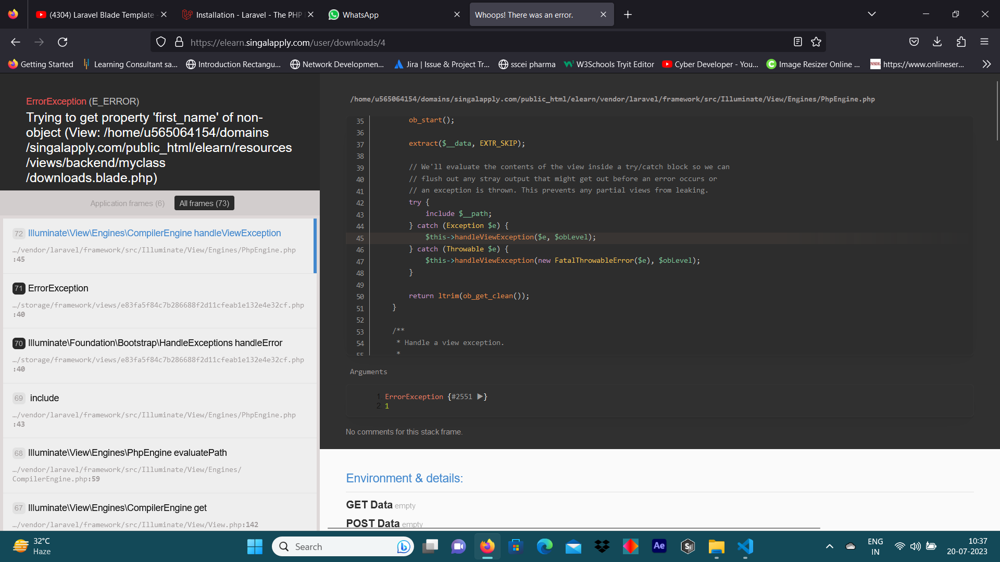 (4304) Laravel Blade Template -
Installation - Laravel - The PHP
WhatsApp
Whoops! There was an error.
https://elearn.singalapply.com/user/downloads/4
Getting Started
Learning Consultant sa...
Introduction Rectangu...
Network Developmen...
Jira | Issue & Project Tr...
sscei pharma
W3Schools Tryit Editor
Cyber Developer - You...
Image Resizer Online ...
https://www.onlineser...
ErrorException (E_ERROR)
Trying to get property 'first_name' of non-
object (View: /home/u565064154/domains
/singalapply.com/public_html/elearn/resources
/views/backend/myclass
/downloads.blade.php)
Application frames (6)
All frames (73)
72 Illuminate\View\Engines\CompilerEngine handleViewException
…/vendor/laravel/framework/src/Illuminate/View/Engines/PhpEngine.php
:45
71 ErrorException
…/storage/framework/views/e83fa5f84c7b286688f2d11cfeab1e132e4e32cf.php
:40
70 Illuminate\Foundation\Bootstrap\HandleExceptions handleError
…/storage/framework/views/e83fa5f84c7b286688f2d11cfeab1e132e4e32cf.php
:40
69 include
…/vendor/laravel/framework/src/Illuminate/View/Engines/PhpEngine.php
:43
68 Illuminate\View\Engines\PhpEngine evaluatePath
…/vendor/laravel/framework/src/Illuminate/View/Engines/
CompilerEngine.php:59
67 Illuminate\View\Engines\CompilerEngine get
…/vendor/laravel/framework/src/Illuminate/View/View.php:142
/home/u565064154/domains/singalapply.com/public_html/elearn/vendor/laravel/framework/src/Illuminate/View/Engines/PhpEngine.php
35 ob_start();
36
37 extract($__data, EXTR_SKIP);
38
39 // We'll evaluate the contents of the view inside a try/catch block so we can
40 // flush out any stray output that might get out before an error occurs or
41 // an exception is thrown. This prevents any partial views from leaking.
42 try {
43 include $__path;
44 } catch (Exception $e) {
45 $this->handleViewException($e, $obLevel);
46 } catch (Throwable $e) {
47 $this->handleViewException(new FatalThrowableError($e), $obLevel);
48 }
49
50 return ltrim(ob_get_clean());
51 }
52
53 /**
54 * Handle a view exception.
55 *
Arguments
1 ErrorException {#2551 ▶}
2 1
No comments for this stack frame.
Environment & details:
GET Data empty
POST Data empty
32°C
Haze
Search
Ae
Si
ENG
IN
10:37
20-07-2023